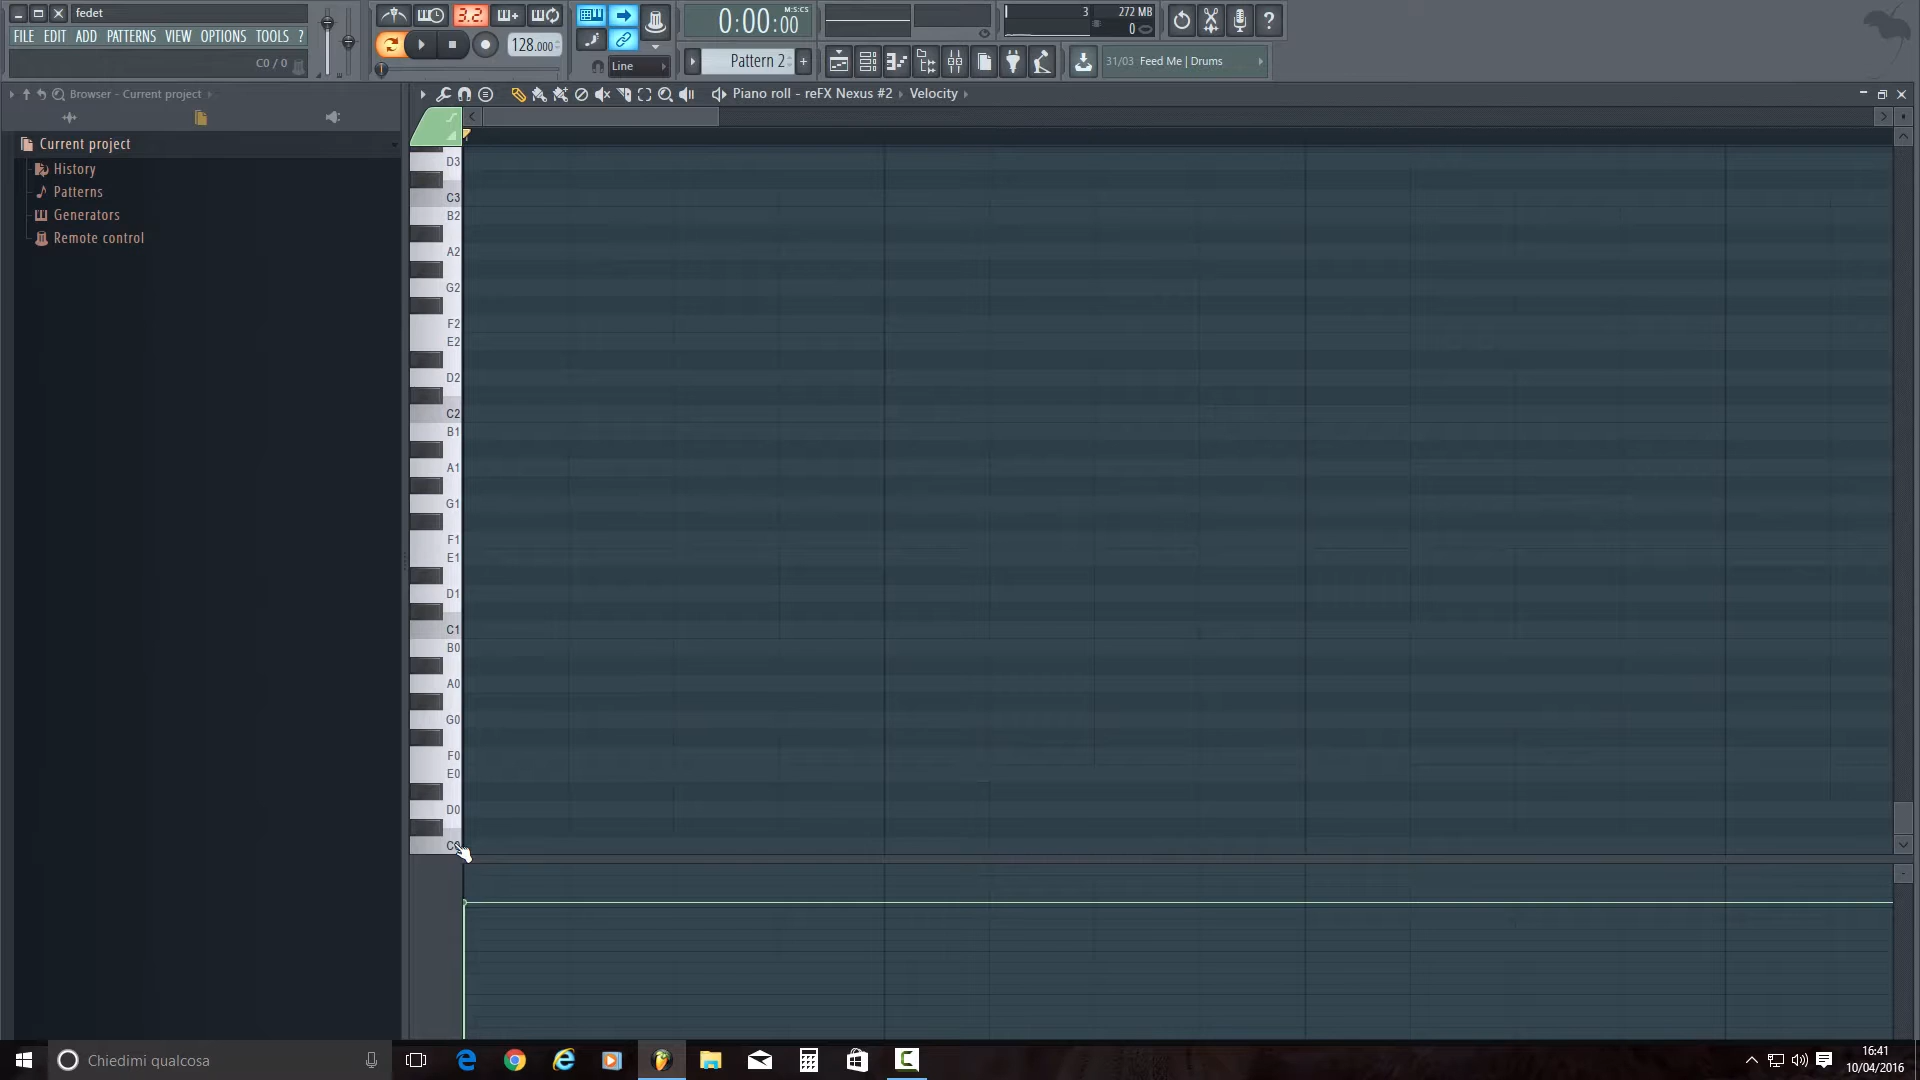 fedet
FILE EDIT ADD PATTERNS VIEW OPTIONS TOOLS ?
C0 / 0
3.2.
128.000
Line
0:00:00
M:S:CS
Pattern 2
3
272 MB
0
31/03 Feed Me | Drums
Browser - Current project
Piano roll - reFX Nexus #2
Velocity
Current project
History
Patterns
Generators
Remote control
D3
C3
B2
A2
G2
F2
E2
D2
C2
B1
A1
G1
F1
E1
D1
C1
B0
A0
G0
F0
E0
D0
Chiedimi qualcosa
16:41
10/04/2016